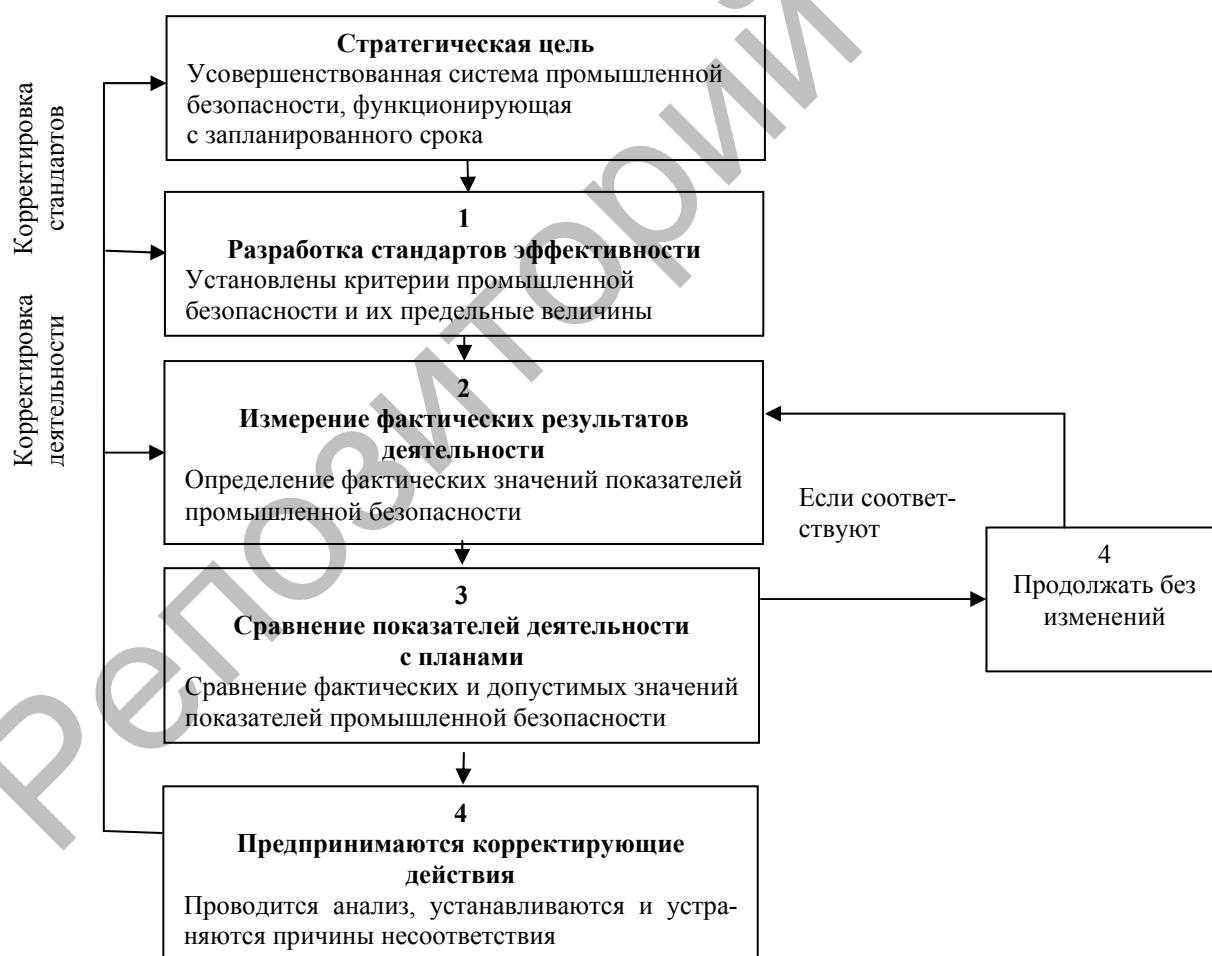 Стратегическая цель
Усовершенствованная система промышленной
безопасности, функционирующая
с запланированного срока
Корректировка
стандартов
1
Разработка стандартов эффективности
Установлены критерии промышленной
безопасности и их предельные величины
Корректировка
деятельности
2
Измерение фактических результатов
деятельности
Определение фактических значений показателей
промышленной безопасности
Если соответ-
ствуют
4
Продолжать без
изменений
3
Сравнение показателей деятельности
с планами
Сравнение фактических и допустимых значений
показателей промышленной безопасности
4
Предпринимаются корректирующие
действия
Проводится анализ, устанавливаются и устра-
няются причины несоответствия
Репозиторий